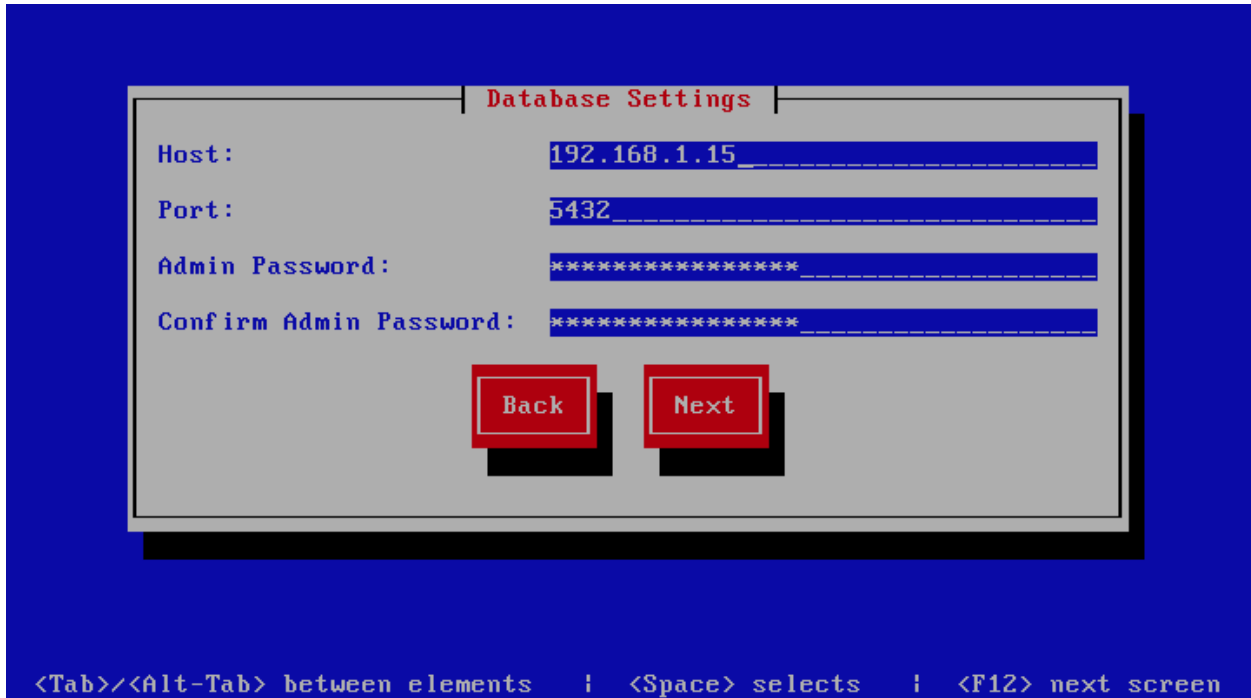 Database Settings
Host: 192.168.1.15_
Port: 5432
Admin Password: ****************
Confirm Admin Password: ****************
Back Next
<Tab>/<Alt-Tab> between elements | <Space> selects | <F12> next screen